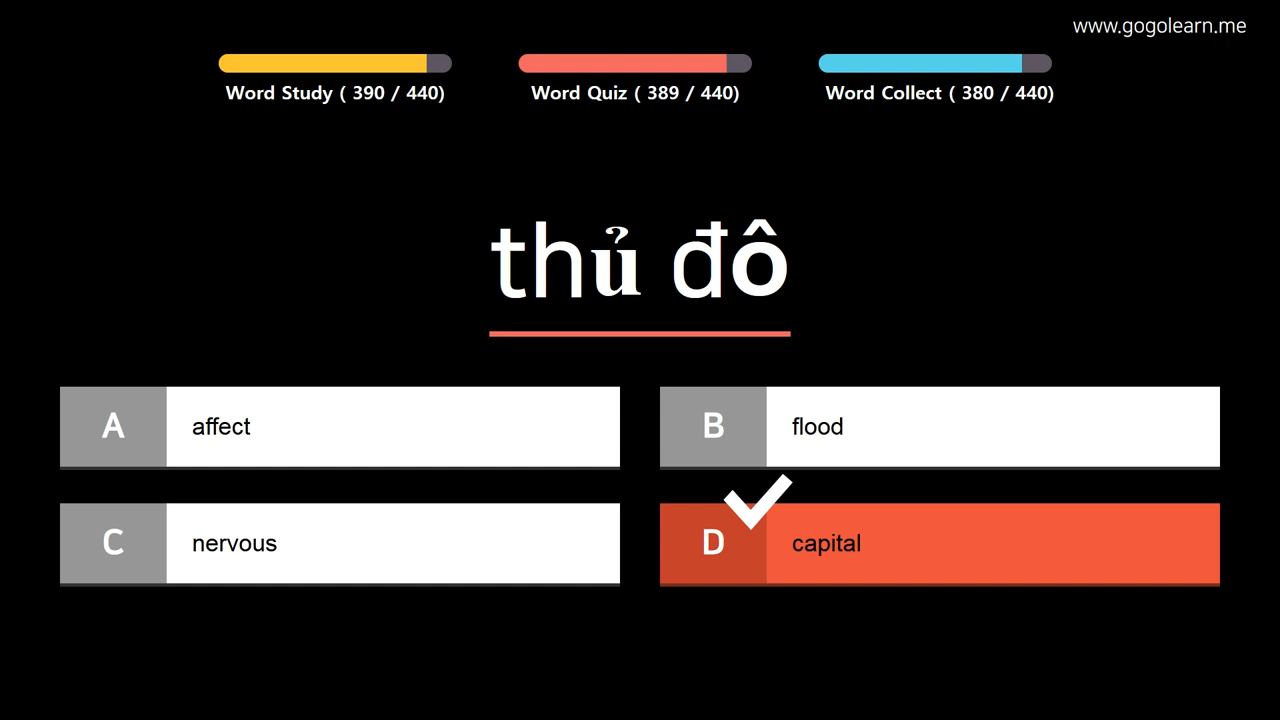 www.gogolearn.me
Word Study ( 390 / 440)
Word Quiz ( 389 / 440)
Word Collect ( 380 / 440)
thủ đô
A affect
B flood
C nervous
D capital